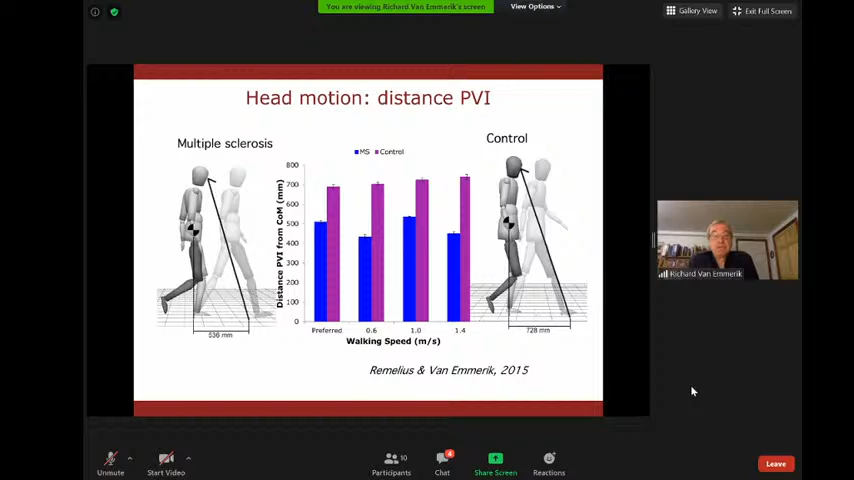 You are viewing Richard Van Emmerik's screen
View Options
Gallery View
Exit Full Screen
Head motion: distance PVI
Multiple sclerosis
Control
MS Control
Distance PVI from CoM (mm)
800
700
600
500
400
300
200
100
0
Preferred 0.6 1.0 1.4
Walking Speed (m/s)
536 mm
728 mm
Remelius & Van Emmerik, 2015
Richard Van Emmerik
Unmute
Start Video
Participants 10
Chat 4
Share Screen
Reactions
Leave